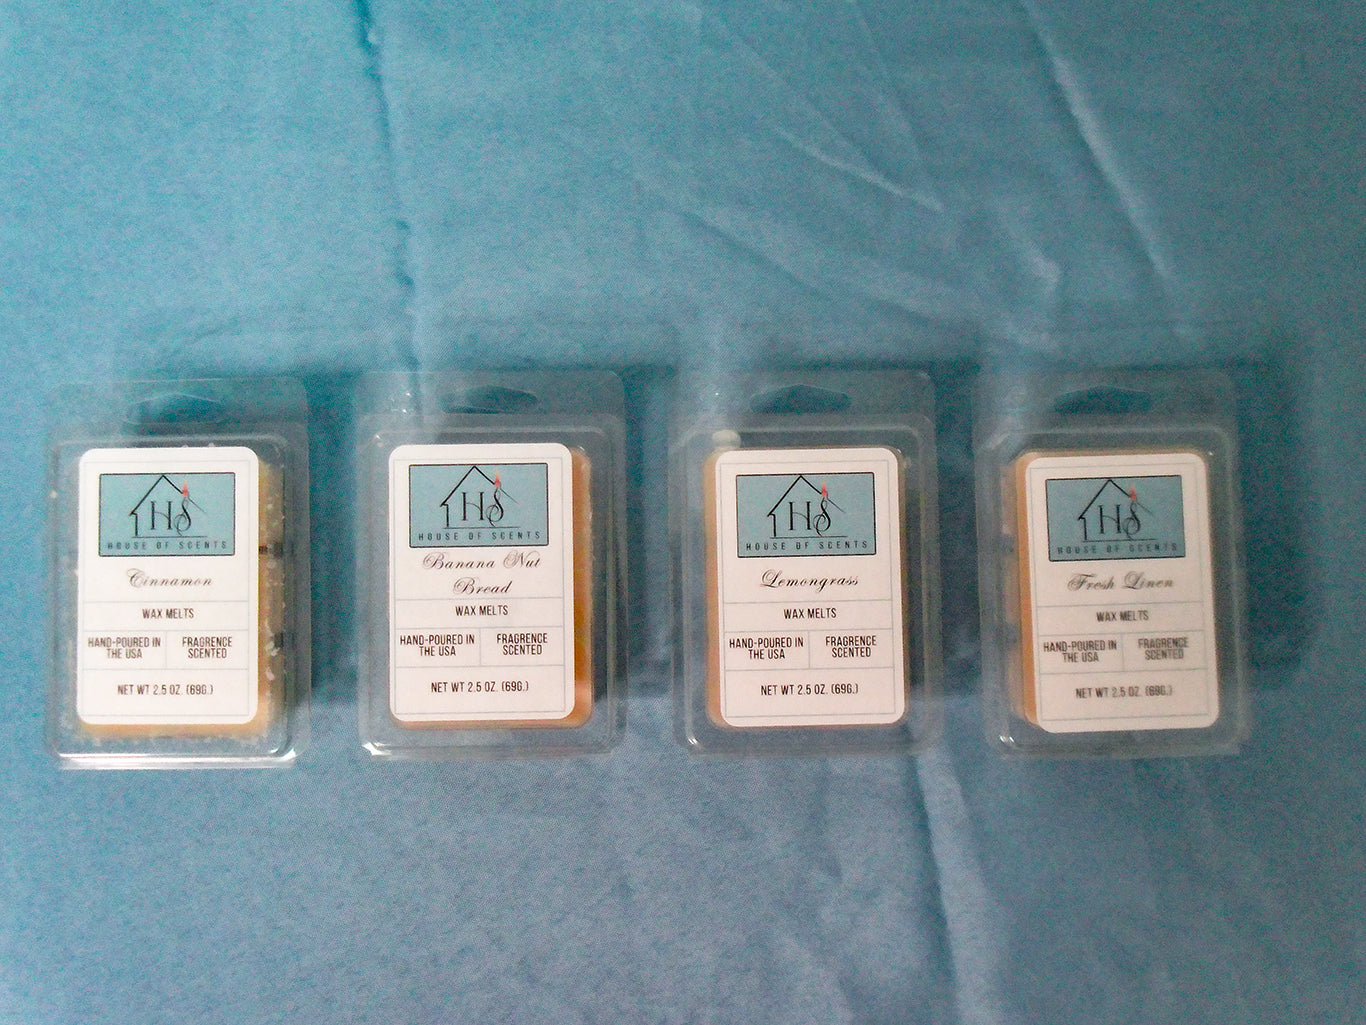 HS
HOUSE OF SCENTS
Cinnamon
WAX MELTS
HAND-POURED IN
THE USA
FRAGRENCE
SCENTED
NET WT 2.5 OZ. (69G.)
HS
HOUSE OF SCENTS
Banana Nut
Bread
WAX MELTS
HAND-POURED IN
THE USA
FRAGRENCE
SCENTED
NET WT 2.5 OZ. (69G.)
HS
HOUSE OF SCENTS
Lemongrass
WAX MELTS
HAND-POURED IN
THE USA
FRAGRENCE
SCENTED
NET WT 2.5 OZ. (69G.)
HS
HOUSE OF SCENTS
Fresh Linen
WAX MELTS
HAND-POURED IN
THE USA
FRAGRENCE
SCENTED
NET WT 2.5 OZ. (69G.)